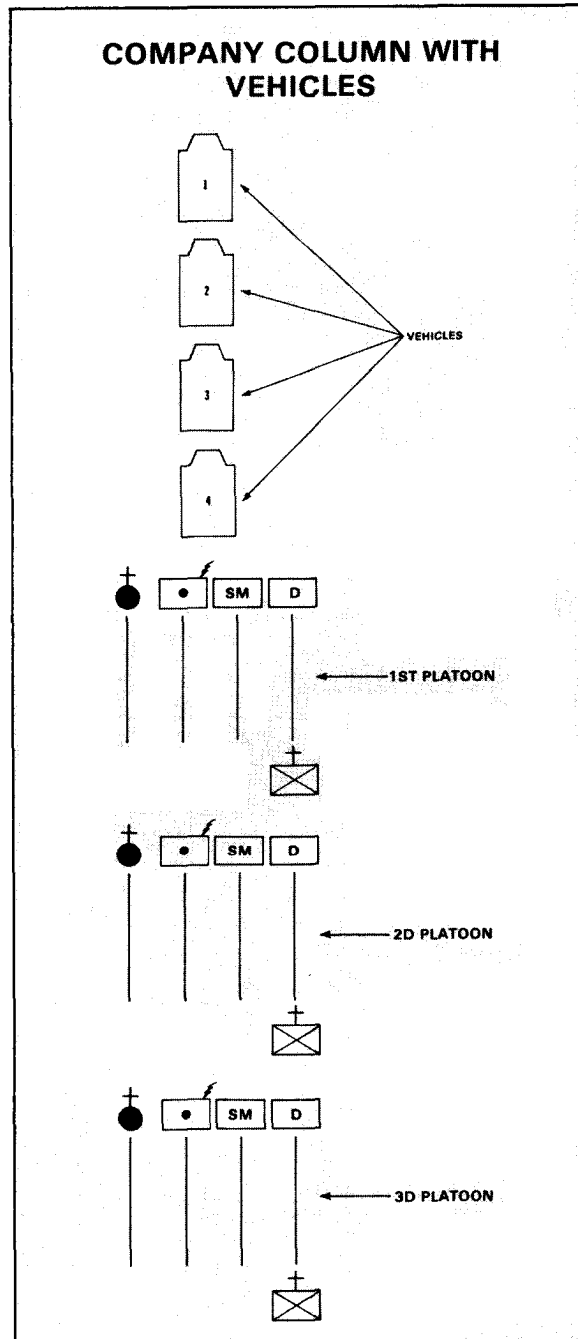 COMPANY COLUMN WITH
VEHICLES
1
2
VEHICLES
3
4
SM D
1ST PLATOON
SM D
2D PLATOON
SM D
3D PLATOON